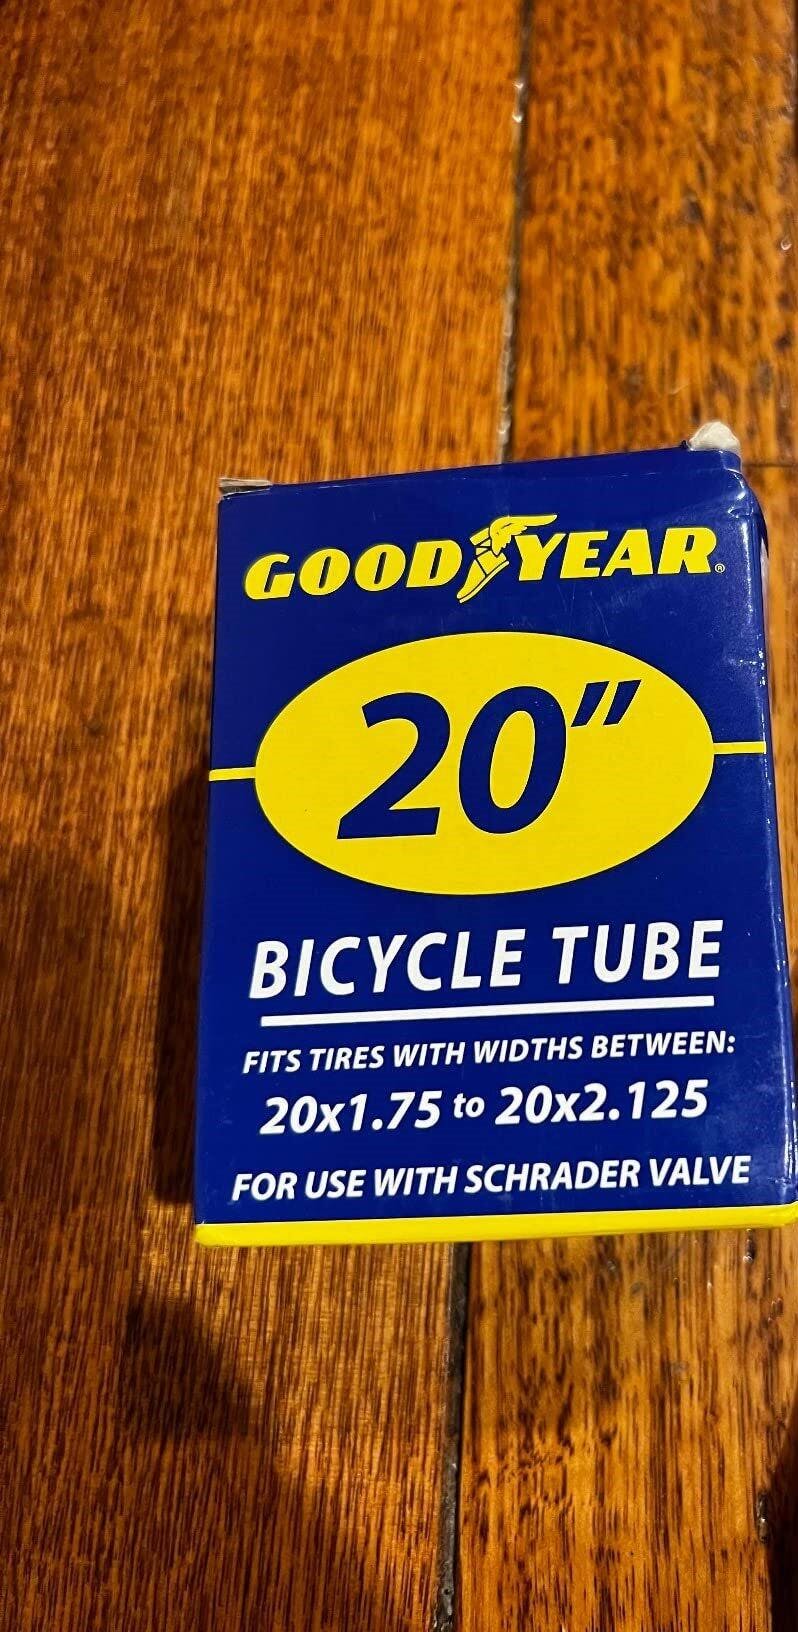 GOODYEAR®
20"
BICYCLE TUBE
FITS TIRES WITH WIDTHS BETWEEN:
20x1.75 to 20x2.125
FOR USE WITH SCHRADER VALVE